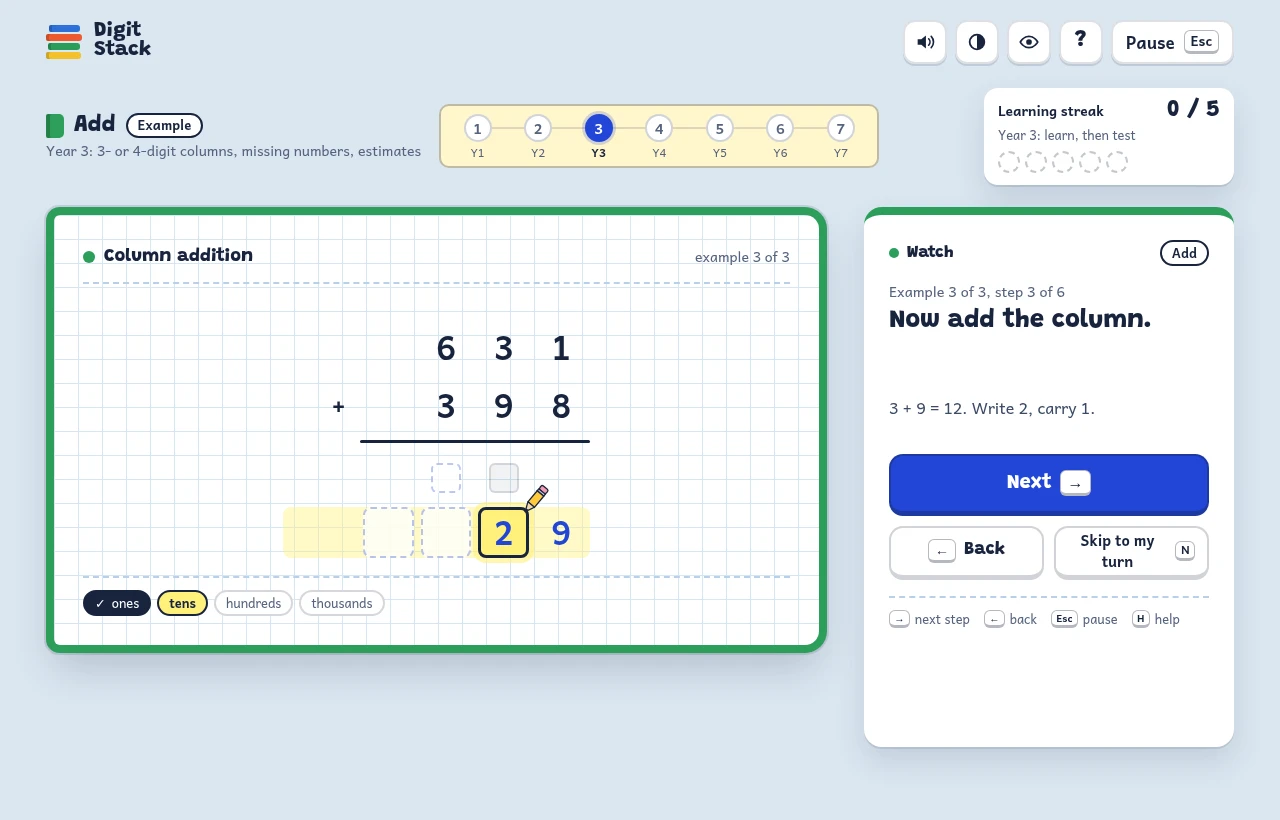 Digit
Stack
?
Pause Esc
Add Example
Year 3: 3- or 4-digit columns, missing numbers, estimates
1 2 3 4 5 6 7
Y1 Y2 Y3 Y4 Y5 Y6 Y7
Learning streak 0 / 5
Year 3: learn, then test
Column addition example 3 of 3
6 3 1
+ 3 9 8
2 9
✓ ones tens hundreds thousands
Watch Add
Example 3 of 3, step 3 of 6
Now add the column.
3 + 9 = 12. Write 2, carry 1.
Next →
← Back
Skip to my turn N
→ next step ← back Esc pause H help